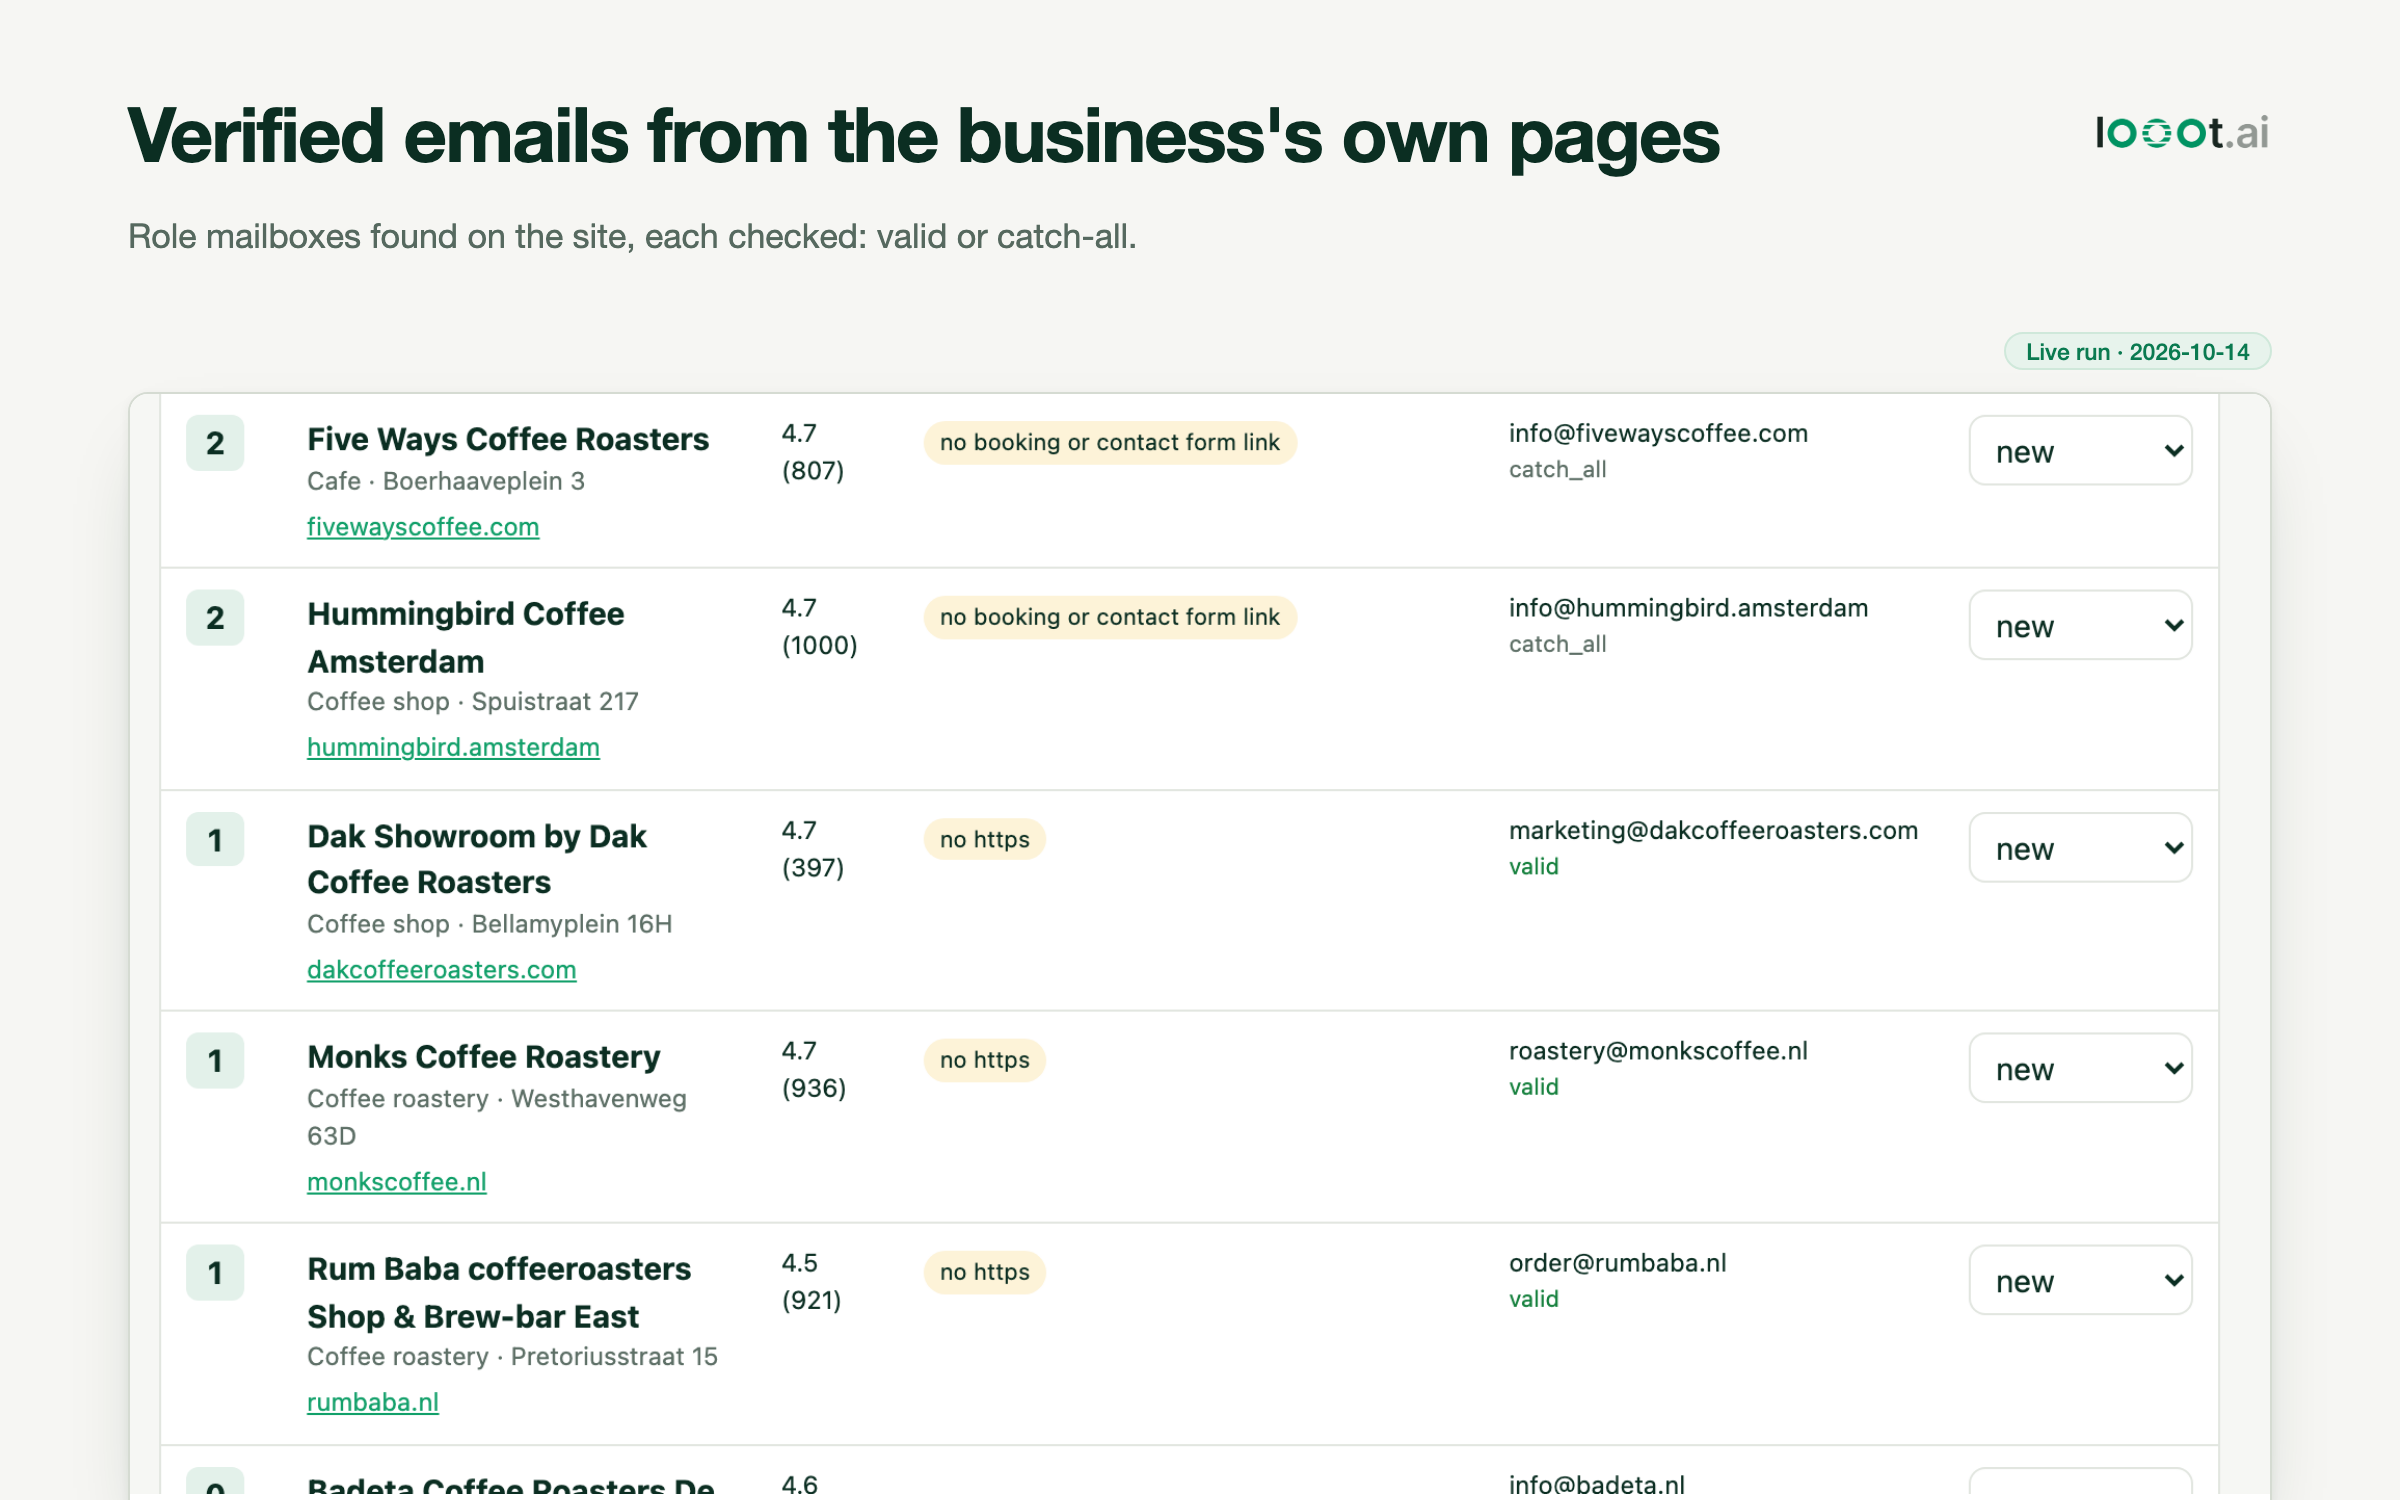 Verified emails from the business's own pages
looot.ai
Role mailboxes found on the site, each checked: valid or catch-all.
Live run · 2026-10-14
2
Five Ways Coffee Roasters
Cafe · Boerhaaveplein 3
fivewayscoffee.com
4.7
(807)
no booking or contact form link
info@fivewayscoffee.com
catch_all
new
2
Hummingbird Coffee
Amsterdam
Coffee shop · Spuistraat 217
hummingbird.amsterdam
4.7
(1000)
no booking or contact form link
info@hummingbird.amsterdam
catch_all
new
1
Dak Showroom by Dak
Coffee Roasters
Coffee shop · Bellamyplein 16H
dakcoffeeroasters.com
4.7
(397)
no https
marketing@dakcoffeeroasters.com
valid
new
1
Monks Coffee Roastery
Coffee roastery · Westhavenweg
63D
monkscoffee.nl
4.7
(936)
no https
roastery@monkscoffee.nl
valid
new
1
Rum Baba coffeeroasters
Shop & Brew-bar East
Coffee roastery · Pretoriusstraat 15
rumbaba.nl
4.5
(921)
no https
order@rumbaba.nl
valid
new
0
Badeta Coffee Roasters De
4.6
info@badeta.nl